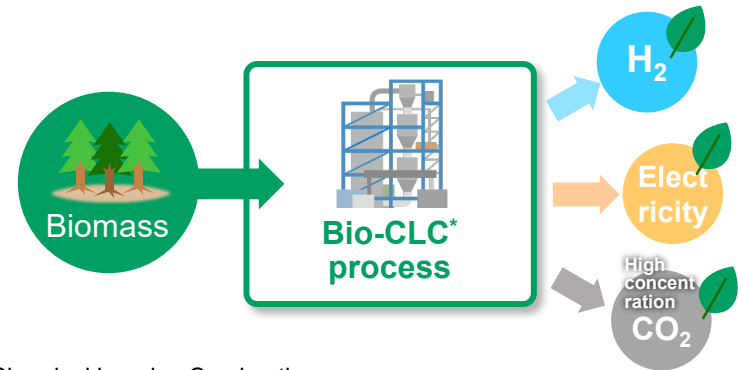 H₂
Biomass
Bio-CLC*
process
Elect
ricity
High
concent
ration
CO₂